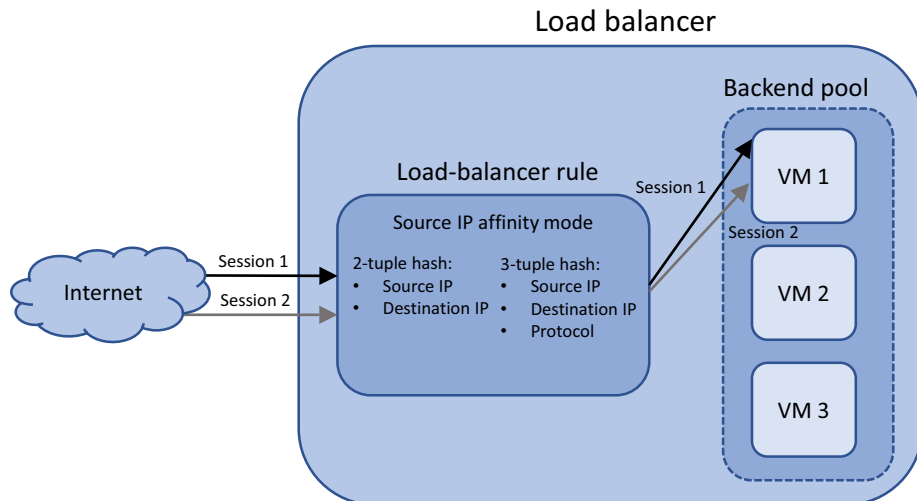 Load balancer
Backend pool
Load-balancer rule
Source IP affinity mode
2-tuple hash:
• Source IP
• Destination IP
3-tuple hash:
• Source IP
• Destination IP
• Protocol
Internet
Session 1
Session 2
Session 1
Session 2
VM 1
VM 2
VM 3